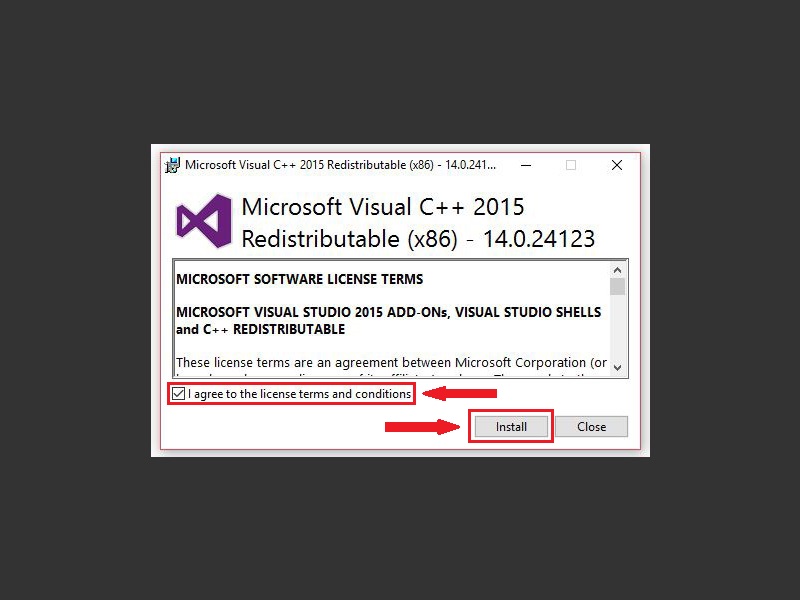 Microsoft Visual C++ 2015 Redistributable (x86) - 14.0.241...
Microsoft Visual C++ 2015
Redistributable (x86) - 14.0.24123
MICROSOFT SOFTWARE LICENSE TERMS
MICROSOFT VISUAL STUDIO 2015 ADD-ONs, VISUAL STUDIO SHELLS
and C++ REDISTRIBUTABLE
These license terms are an agreement between Microsoft Corporation (or
I agree to the license terms and conditions
Install
Close